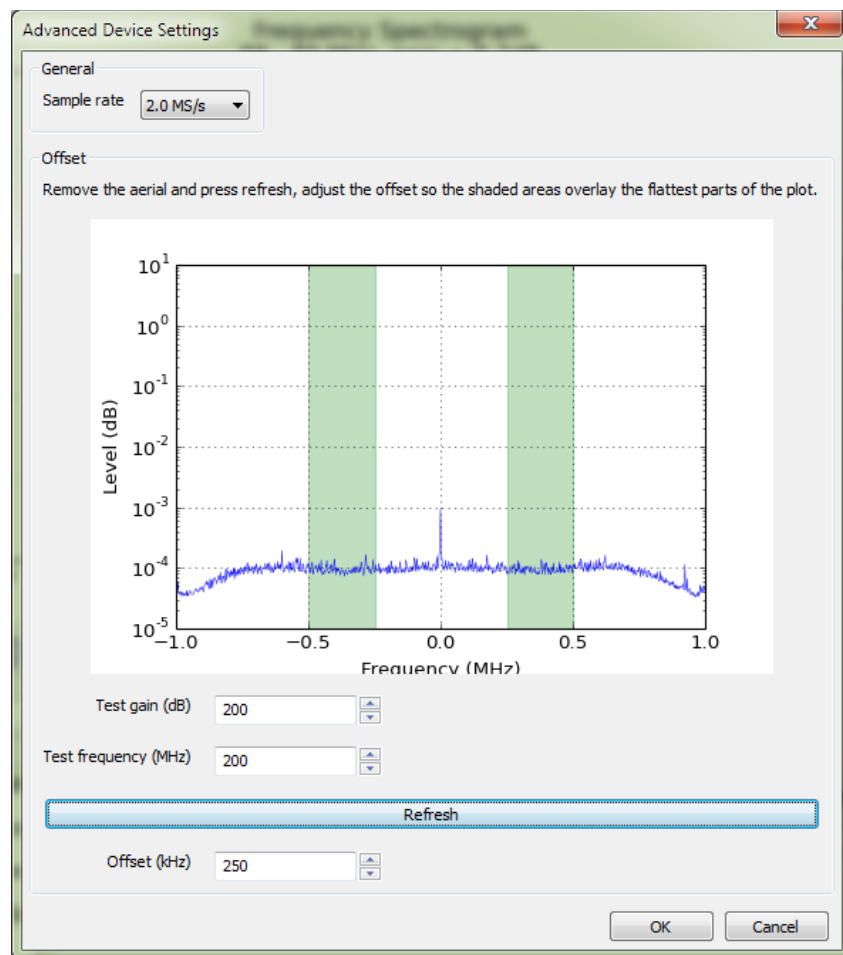 Advanced Device Settings
General
Sample rate 2.0 MS/s
Offset
Remove the aerial and press refresh, adjust the offset so the shaded areas overlay the flattest parts of the plot.
10^1
10^0
10^-1
10^-2
10^-3
10^-4
10^-5
Level (dB)
−1.0 −0.5 0.0 0.5 1.0
Frequency (MHz)
Test gain (dB) 200
Test frequency (MHz) 200
Refresh
Offset (kHz) 250
OK Cancel